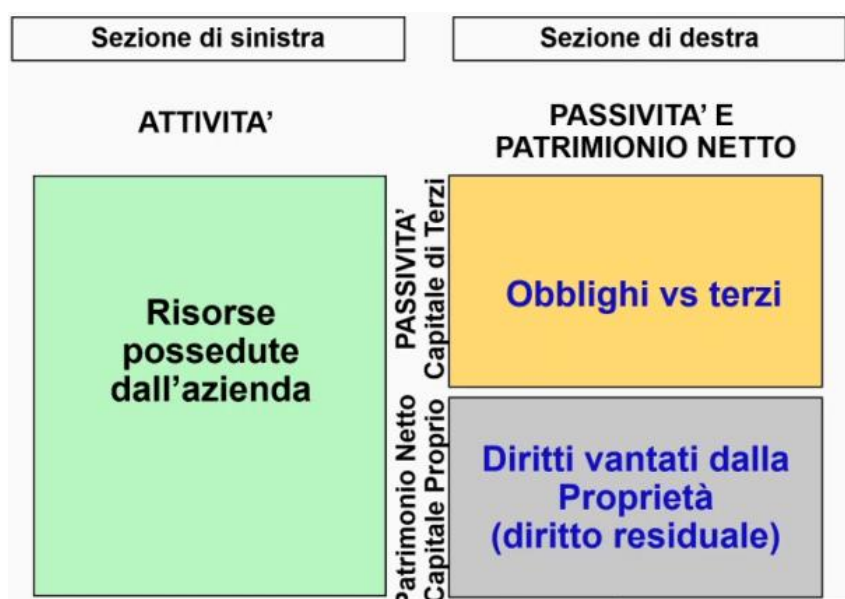 Sezione di sinistra
Sezione di destra
ATTIVITA'
PASSIVITA' E
PATRIMIONIO NETTO
Risorse
possedute
dall'azienda
PASSIVITA'
Capitale di Terzi
Obblighi vs terzi
Patrimonio Netto
Capitale Proprio
Diritti vantati dalla
Proprietà
(diritto residuale)